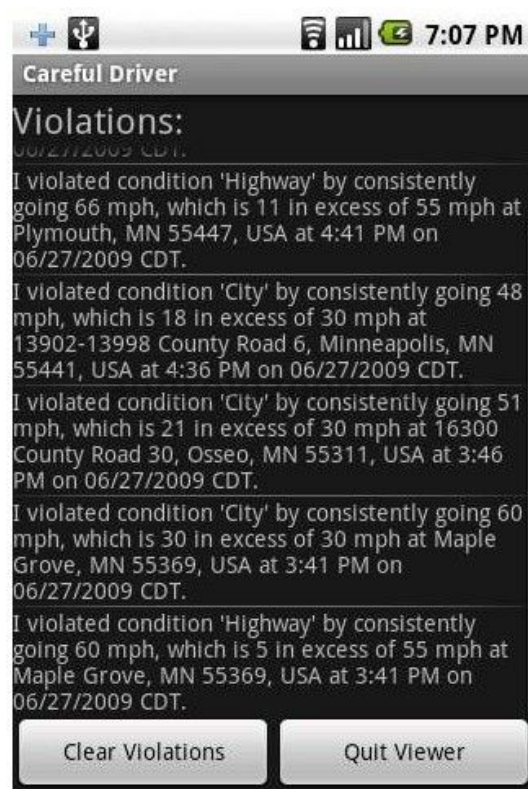 7:07 PM
Careful Driver
Violations:
06/27/2009 CDT.
I violated condition 'Highway' by consistently
going 66 mph, which is 11 in excess of 55 mph at
Plymouth, MN 55447, USA at 4:41 PM on
06/27/2009 CDT.
I violated condition 'City' by consistently going 48
mph, which is 18 in excess of 30 mph at
13902-13998 County Road 6, Minneapolis, MN
55441, USA at 4:36 PM on 06/27/2009 CDT.
I violated condition 'City' by consistently going 51
mph, which is 21 in excess of 30 mph at 16300
County Road 30, Osseo, MN 55311, USA at 3:46
PM on 06/27/2009 CDT.
I violated condition 'City' by consistently going 60
mph, which is 30 in excess of 30 mph at Maple
Grove, MN 55369, USA at 3:41 PM on
06/27/2009 CDT.
I violated condition 'Highway' by consistently
going 60 mph, which is 5 in excess of 55 mph at
Maple Grove, MN 55369, USA at 3:41 PM on
06/27/2009 CDT.
Clear Violations
Quit Viewer